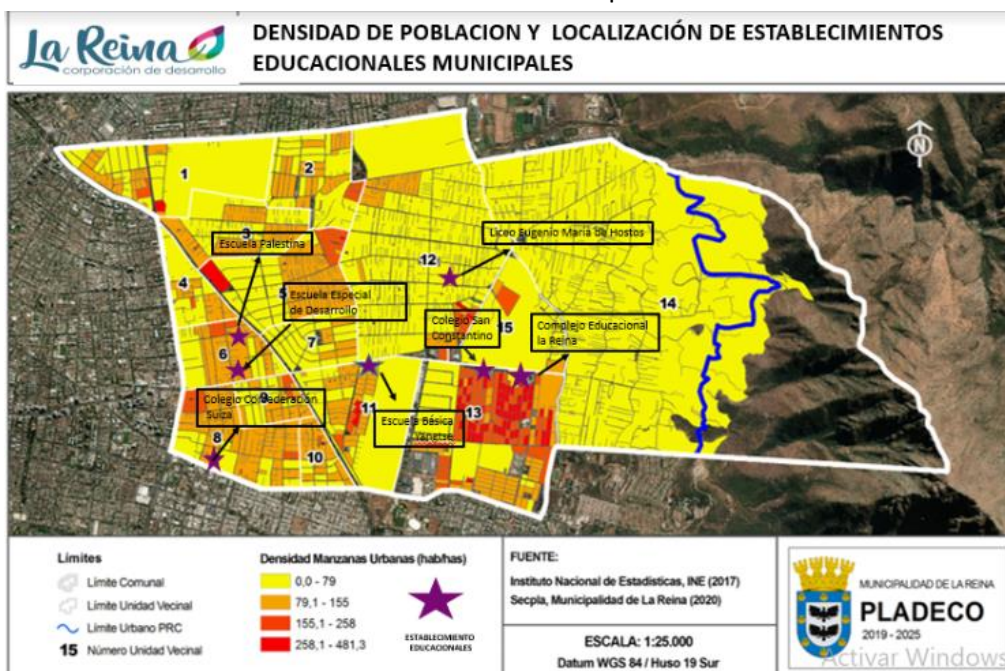 La Reina
corporación de desarrollo
DENSIDAD DE POBLACION Y LOCALIZACIÓN DE ESTABLECIMIENTOS
EDUCACIONALES MUNICIPALES
N
1
2
3
Escuela Palestina
Liceo Eugenio María de Hostos
12
4
5
Escuela Especial
de Desarrollo
14
Colegio San
Constantino
15
Complejo Educacional
la Reina
6
7
Colegio Confederación
Suiza
9
11
Escuela Básica
Yangtse
13
8
10
Límites
Límite Comunal
Límite Unidad Vecinal
Límite Urbano PRC
15 Número Unidad Vecinal
Densidad Manzanas Urbanas (hab/has)
0,0 - 79
79,1 - 155
155,1 - 258
258,1 - 481,3
ESTABLECIMIENTO
EDUCACIONALES
FUENTE:
Instituto Nacional de Estadísticas, INE (2017)
Secpla, Municipalidad de La Reina (2020)
ESCALA: 1:25.000
Datum WGS 84 / Huso 19 Sur
MUNICIPALIDAD DE LA REINA
PLADECO
2019 - 2025
Activar Windows